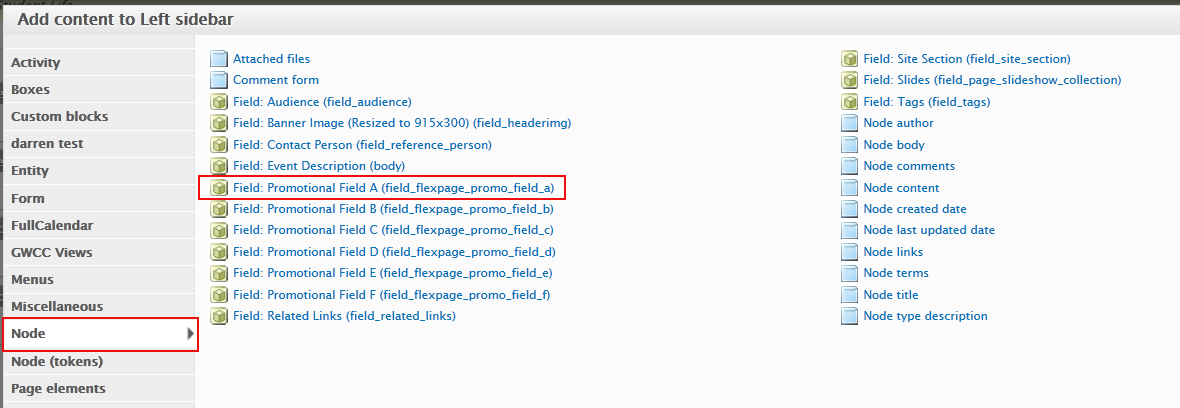 Add content to Left sidebar
Activity
Boxes
Custom blocks
darren test
Entity
Form
FullCalendar
GWCC Views
Menus
Miscellaneous
Node
Node (tokens)
Page elements
Attached files
Comment form
Field: Audience (field_audience)
Field: Banner Image (Resized to 915x300) (field_headerimg)
Field: Contact Person (field_reference_person)
Field: Event Description (body)
Field: Promotional Field A (field_flexpage_promo_field_a)
Field: Promotional Field B (field_flexpage_promo_field_b)
Field: Promotional Field C (field_flexpage_promo_field_c)
Field: Promotional Field D (field_flexpage_promo_field_d)
Field: Promotional Field E (field_flexpage_promo_field_e)
Field: Promotional Field F (field_flexpage_promo_field_f)
Field: Related Links (field_related_links)
Field: Site Section (field_site_section)
Field: Slides (field_page_slideshow_collection)
Field: Tags (field_tags)
Node author
Node body
Node comments
Node content
Node created date
Node last updated date
Node links
Node terms
Node title
Node type description